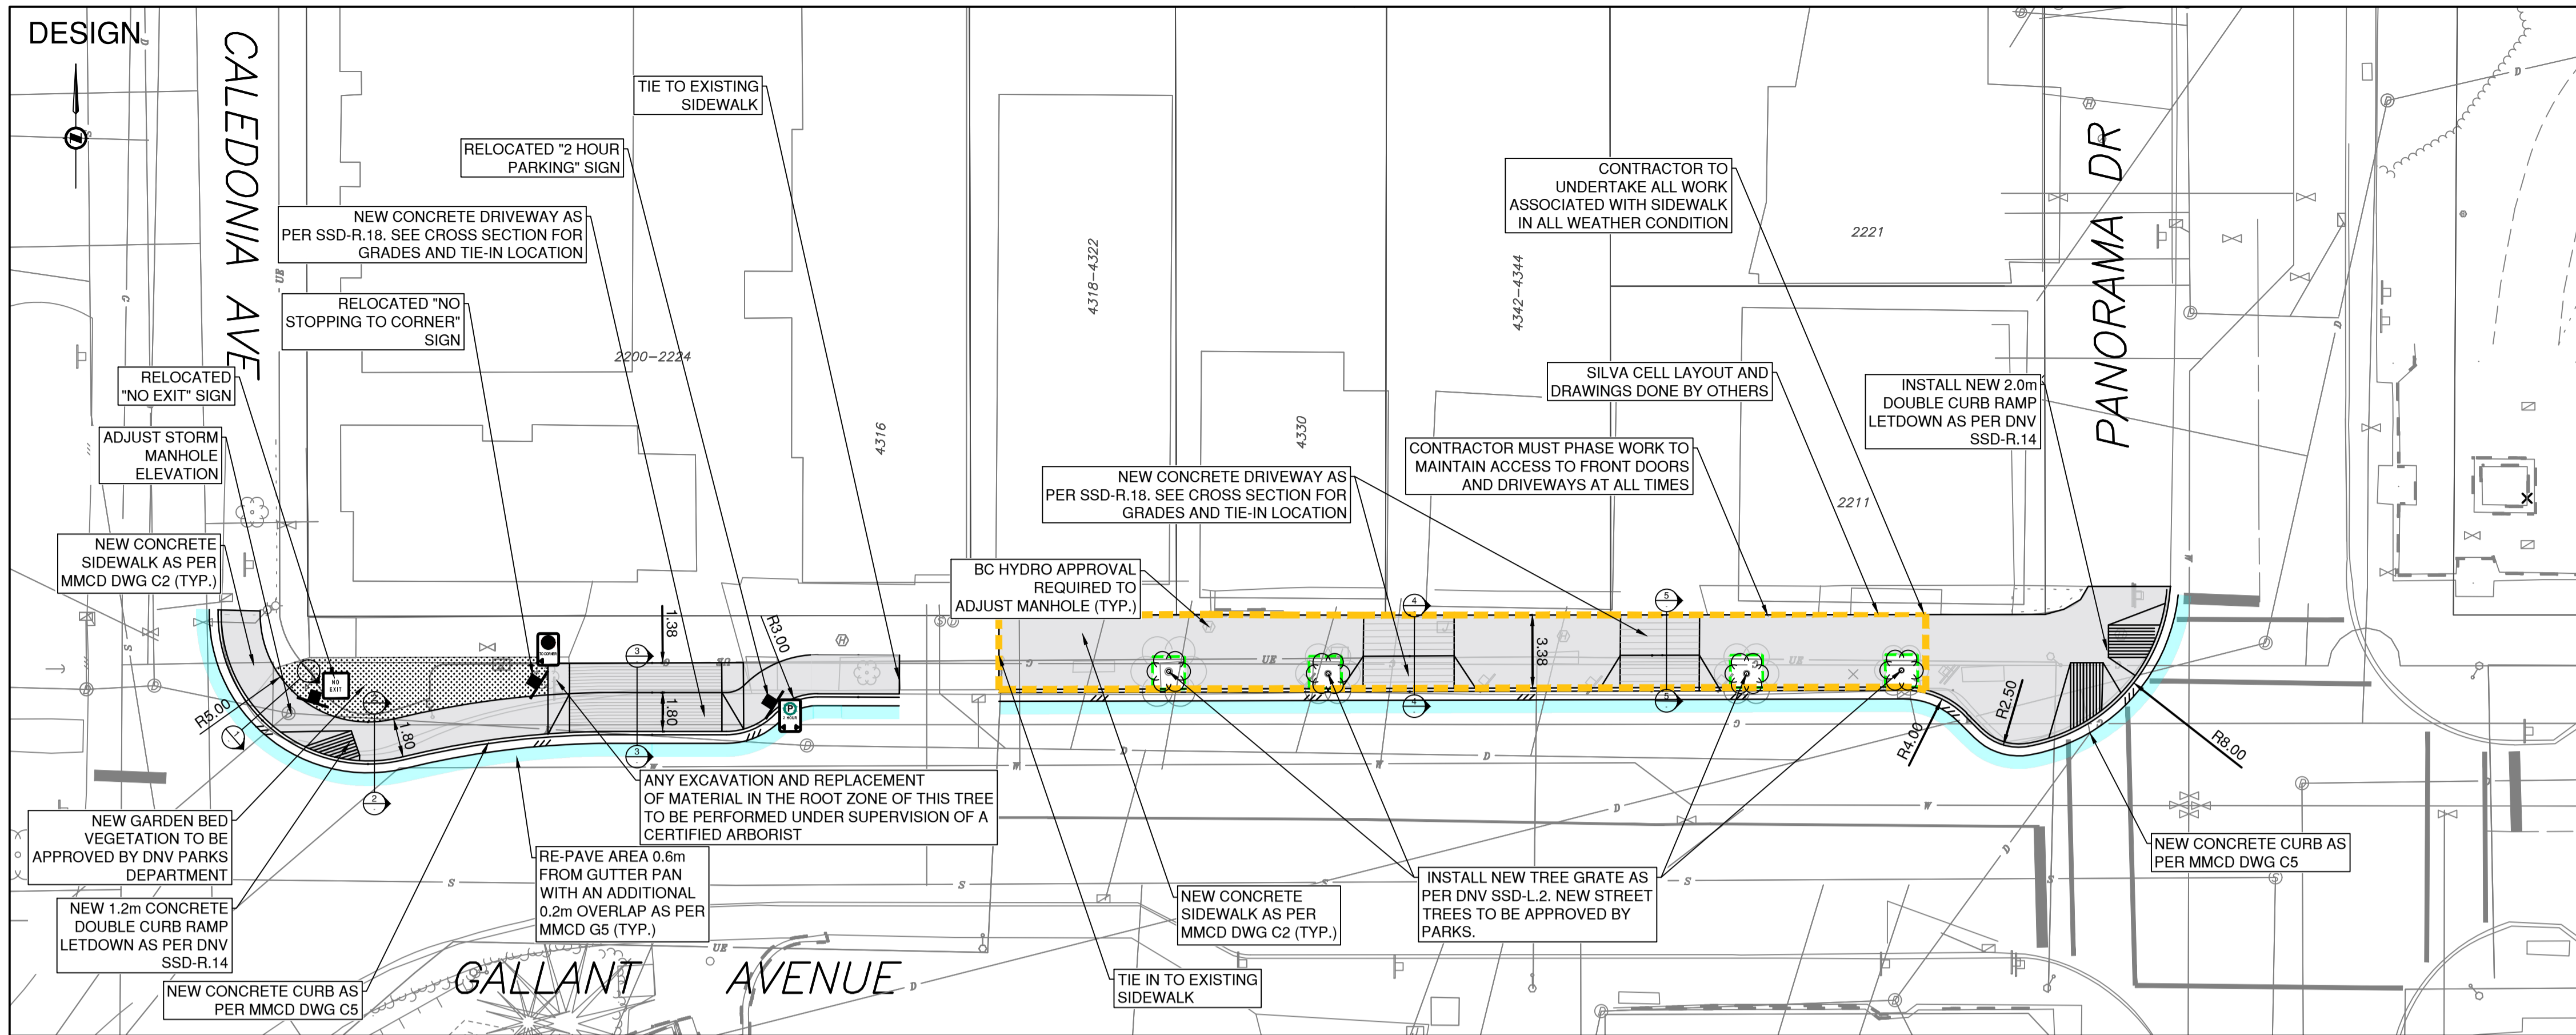 DESIGN
CALEDONIA AVE
PANORAMA DR
GALLANT AVENUE
TIE TO EXISTING
SIDEWALK
RELOCATED "2 HOUR
PARKING" SIGN
NEW CONCRETE DRIVEWAY AS
PER SSD-R.18. SEE CROSS SECTION FOR
GRADES AND TIE-IN LOCATION
RELOCATED "NO
STOPPING TO CORNER"
SIGN
2200-2224
RELOCATED
"NO EXIT" SIGN
ADJUST STORM
MANHOLE
ELEVATION
NEW CONCRETE
SIDEWALK AS PER
MMCD DWG C2 (TYP.)
4316
4318-4322
4330
4342-4344
2221
2211
CONTRACTOR TO
UNDERTAKE ALL WORK
ASSOCIATED WITH SIDEWALK
IN ALL WEATHER CONDITION
SILVA CELL LAYOUT AND
DRAWINGS DONE BY OTHERS
INSTALL NEW 2.0m
DOUBLE CURB RAMP
LETDOWN AS PER DNV
SSD-R.14
CONTRACTOR MUST PHASE WORK TO
MAINTAIN ACCESS TO FRONT DOORS
AND DRIVEWAYS AT ALL TIMES
NEW CONCRETE DRIVEWAY AS
PER SSD-R.18. SEE CROSS SECTION FOR
GRADES AND TIE-IN LOCATION
BC HYDRO APPROVAL
REQUIRED TO
ADJUST MANHOLE (TYP.)
R5.00
NO
EXIT
1.80
1.38
1.80
R3.00
P
2 HOUR
3
3
2
4
4
5
5
3.38
UE
UE
R4.00
R2.50
R8.00
NEW GARDEN BED
VEGETATION TO BE
APPROVED BY DNV PARKS
DEPARTMENT
NEW 1.2m CONCRETE
DOUBLE CURB RAMP
LETDOWN AS PER DNV
SSD-R.14
NEW CONCRETE CURB AS
PER MMCD DWG C5
ANY EXCAVATION AND REPLACEMENT
OF MATERIAL IN THE ROOT ZONE OF THIS TREE
TO BE PERFORMED UNDER SUPERVISION OF A
CERTIFIED ARBORIST
RE-PAVE AREA 0.6m
FROM GUTTER PAN
WITH AN ADDITIONAL
0.2m OVERLAP AS PER
MMCD G5 (TYP.)
NEW CONCRETE
SIDEWALK AS PER
MMCD DWG C2 (TYP.)
TIE IN TO EXISTING
SIDEWALK
INSTALL NEW TREE GRATE AS
PER DNV SSD-L.2. NEW STREET
TREES TO BE APPROVED BY
PARKS.
NEW CONCRETE CURB AS
PER MMCD DWG C5